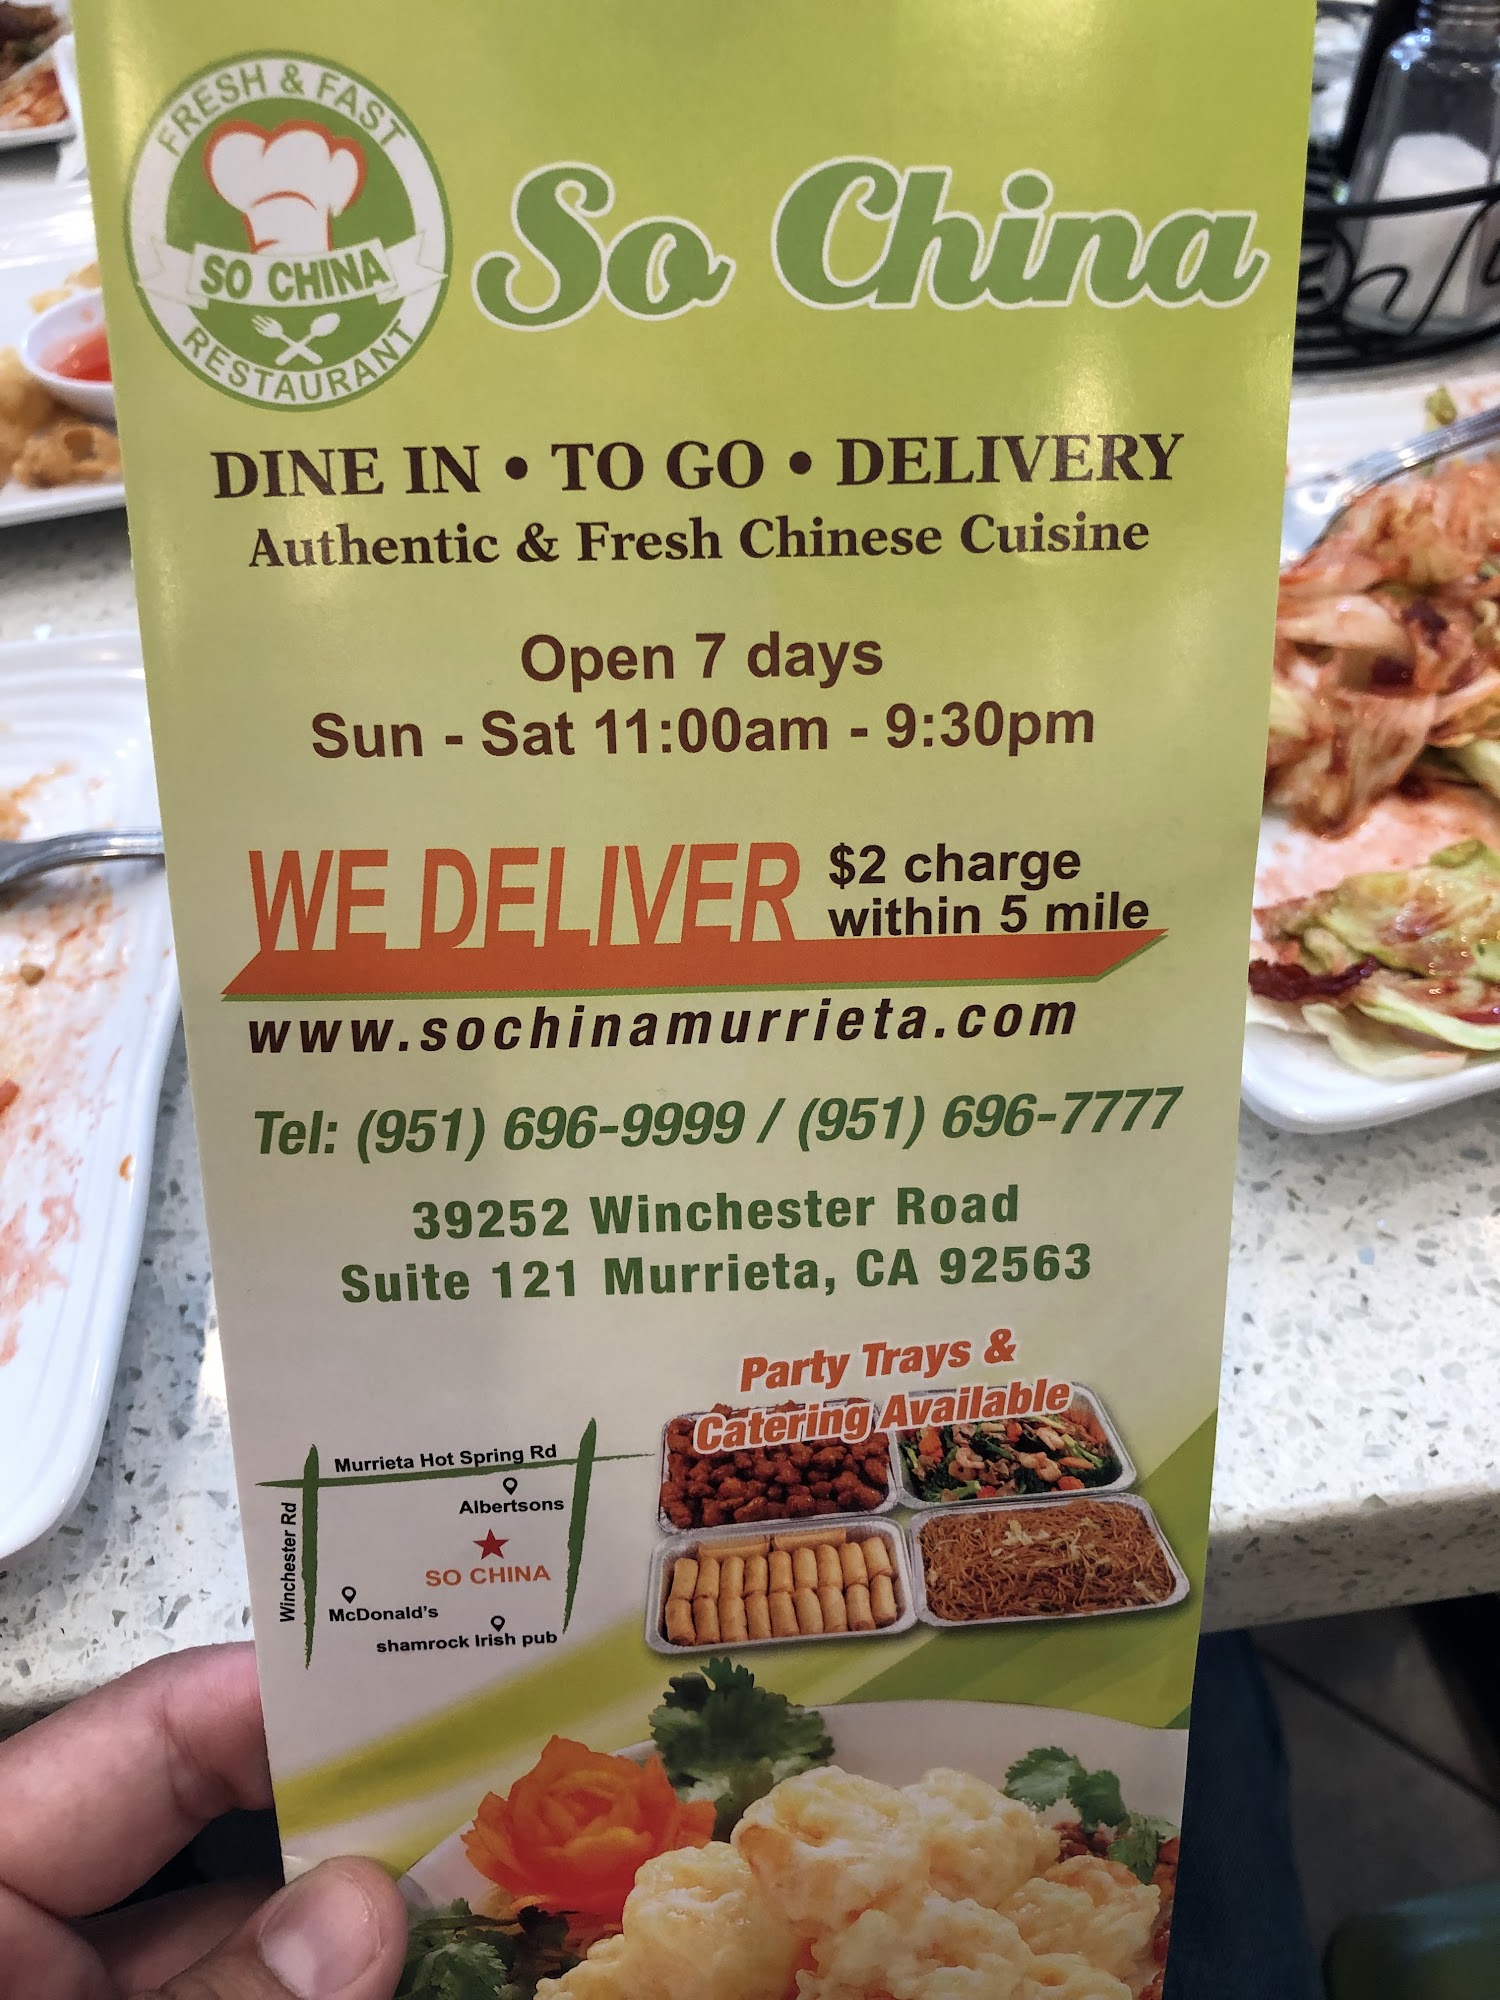 FRESH & FAST
SO CHINA
RESTAURANT
So China
DINE IN • TO GO • DELIVERY
Authentic & Fresh Chinese Cuisine
Open 7 days
Sun - Sat 11:00am - 9:30pm
WE DELIVER
$2 charge
within 5 mile
www.sochinamurrieta.com
Tel: (951) 696-9999 / (951) 696-7777
39252 Winchester Road
Suite 121 Murrieta, CA 92563
Party Trays &
Catering Available
Murrieta Hot Spring Rd
Albertsons
Winchester Rd
SO CHINA
McDonald's
shamrock Irish pub